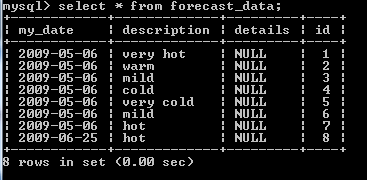 mysql> select * from forecast_data;
+------------+-------------+---------+----+
| my_date | description | details | id |
+------------+-------------+---------+----+
| 2009-05-06 | very hot | NULL | 1 |
| 2009-05-06 | warm | NULL | 2 |
| 2009-05-06 | mild | NULL | 3 |
| 2009-05-06 | cold | NULL | 4 |
| 2009-05-06 | very cold | NULL | 5 |
| 2009-05-06 | mild | NULL | 6 |
| 2009-05-06 | hot | NULL | 7 |
| 2009-06-25 | hot | NULL | 8 |
+------------+-------------+---------+----+
8 rows in set (0.00 sec)